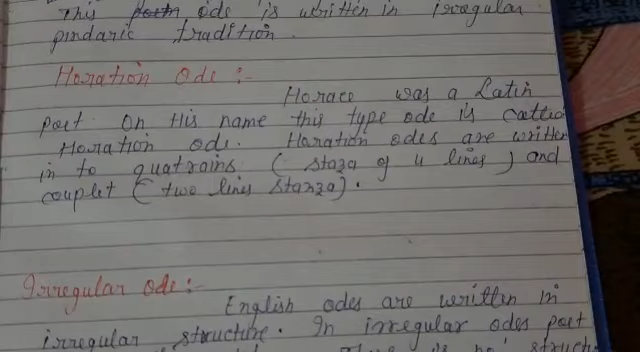 This ode is written in irregular
pindaric tradition.
Horation Ode :-
Horace was a Latin
poet. On His name this type ode is called
Horation ode. Horation odes are written
in to quatrains (staza of 4 lines) and
couplet (two lines stanza).
Irregular ode :-
English odes are written in
irregular structure. In irregular odes poet